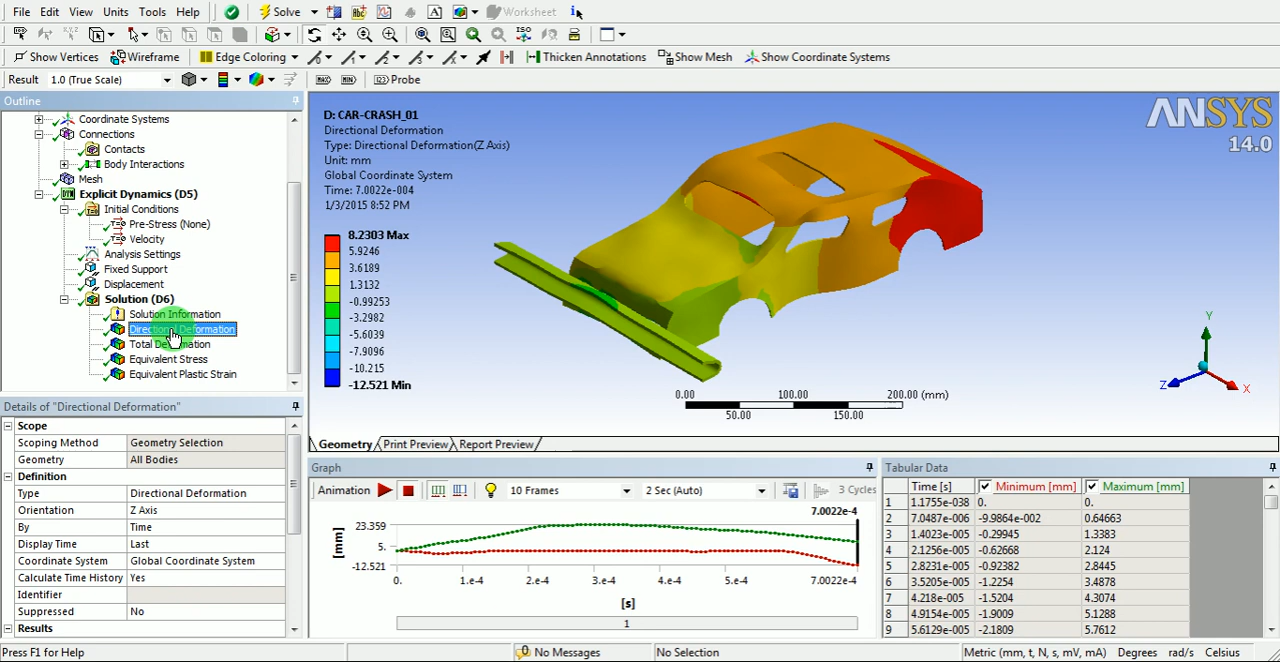 File Edit View Units Tools Help Solve Worksheet
Show Vertices Wireframe Edge Coloring Thicken Annotations Show Mesh Show Coordinate Systems
Result 1.0 (True Scale) MAX MIN Probe
Outline
Coordinate Systems
Connections
Contacts
Body Interactions
Mesh
Explicit Dynamics (D5)
Initial Conditions
Pre-Stress (None)
Velocity
Analysis Settings
Fixed Support
Displacement
Solution (D6)
Solution Information
Directional Deformation
Total Deformation
Equivalent Stress
Equivalent Plastic Strain
D: CAR-CRASH_01
Directional Deformation
Type: Directional Deformation(Z Axis)
Unit: mm
Global Coordinate System
Time: 7.0022e-004
1/3/2015 8:52 PM
8.2303 Max
5.9246
3.6189
1.3132
-0.99253
-3.2982
-5.6039
-7.9096
-10.215
-12.521 Min
ANSYS
14.0
Y
Z
X
0.00 100.00 200.00 (mm)
50.00 150.00
Geometry Print Preview Report Preview
Details of "Directional Deformation"
Scope
Scoping Method Geometry Selection
Geometry All Bodies
Definition
Type Directional Deformation
Orientation Z Axis
By Time
Display Time Last
Coordinate System Global Coordinate System
Calculate Time History Yes
Identifier
Suppressed No
Results
Graph
Animation 10 Frames 2 Sec (Auto) 3 Cycles
7.0022e-4
23.359
5.
-12.521
[mm]
0. 1.e-4 2.e-4 3.e-4 4.e-4 5.e-4 7.0022e-4
[s]
1
Tabular Data
Time [s] Minimum [mm] Maximum [mm]
1 1.1755e-038 0. 0.
2 7.0487e-006 -9.9864e-002 0.64663
3 1.4023e-005 -0.29945 1.3383
4 2.1256e-005 -0.62668 2.124
5 2.8231e-005 -0.92382 2.8445
6 3.5205e-005 -1.2254 3.4878
7 4.218e-005 -1.5204 4.3074
8 4.9154e-005 -1.9009 5.1288
9 5.6129e-005 -2.1809 5.7612
Press F1 for Help No Messages No Selection Metric (mm, t, N, s, mV, mA) Degrees rad/s Celsius